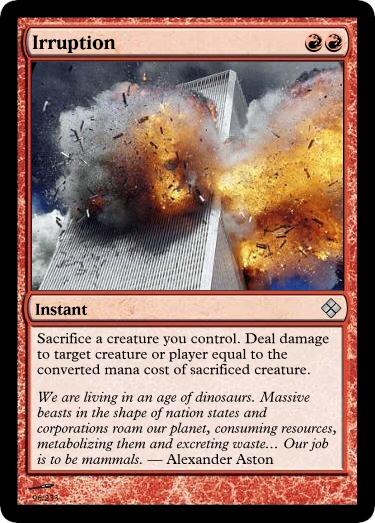 Irruption
Instant
Sacrifice a creature you control. Deal damage
to target creature or player equal to the
converted mana cost of sacrificed creature.
We are living in an age of dinosaurs. Massive
beasts in the shape of nation states and
corporations roam our planet, consuming resources,
metabolizing them and excreting waste... Our job
is to be mammals. — Alexander Aston